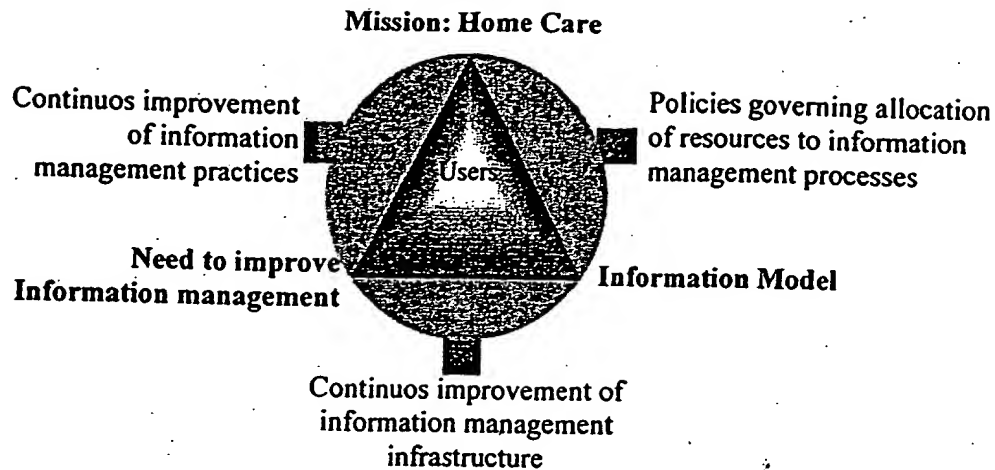 Mission: Home Care
Continuos improvement
of information
management practices
Policies governing allocation
of resources to information
management processes
Users
Need to improve
Information management
Information Model
Continuos improvement of
information management
infrastructure